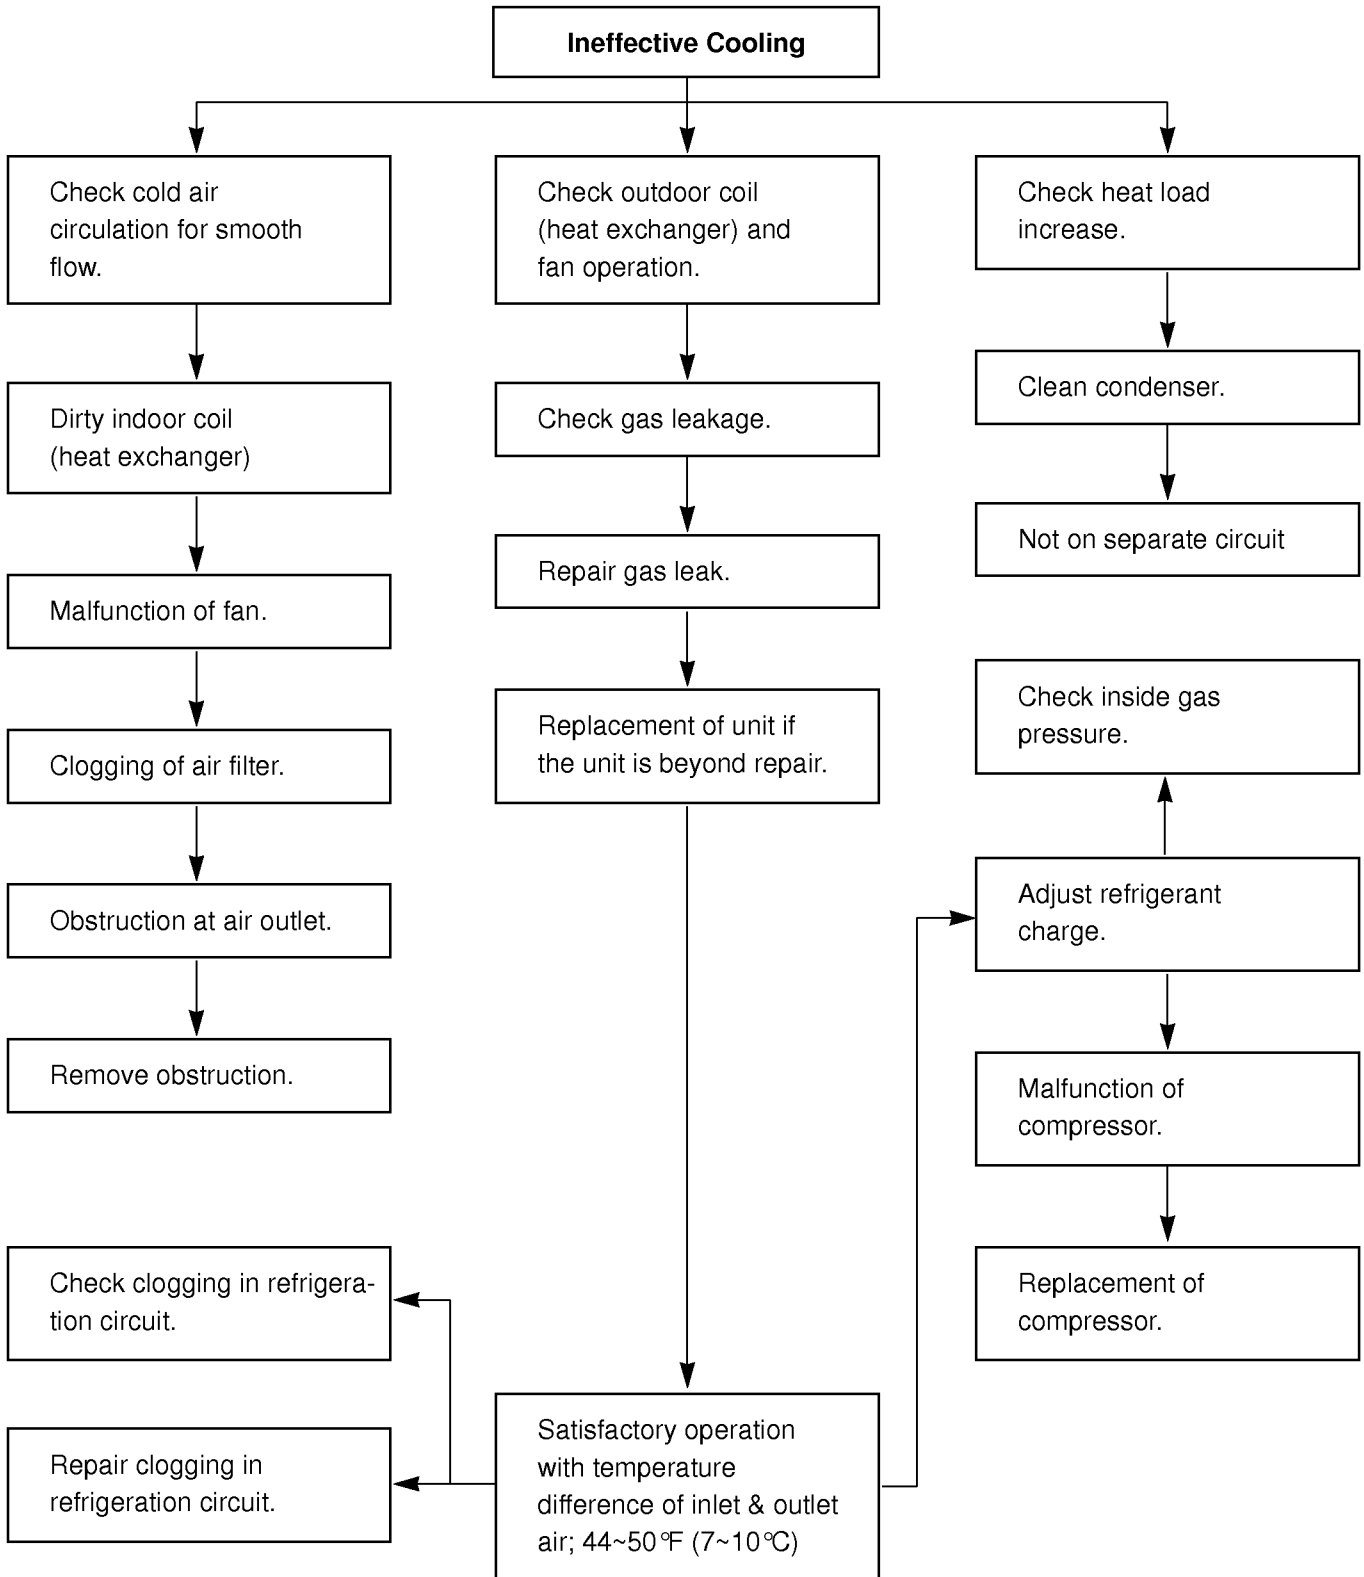 Ineffective Cooling
Check cold air
circulation for smooth
flow.
Dirty indoor coil
(heat exchanger)
Malfunction of fan.
Clogging of air filter.
Obstruction at air outlet.
Remove obstruction.
Check outdoor coil
(heat exchanger) and
fan operation.
Check gas leakage.
Repair gas leak.
Replacement of unit if
the unit is beyond repair.
Check heat load
increase.
Clean condenser.
Not on separate circuit
Check inside gas
pressure.
Adjust refrigerant
charge.
Malfunction of
compressor.
Replacement of
compressor.
Check clogging in refrigera-
tion circuit.
Repair clogging in
refrigeration circuit.
Satisfactory operation
with temperature
difference of inlet & outlet
air; 44~50°F (7~10°C)